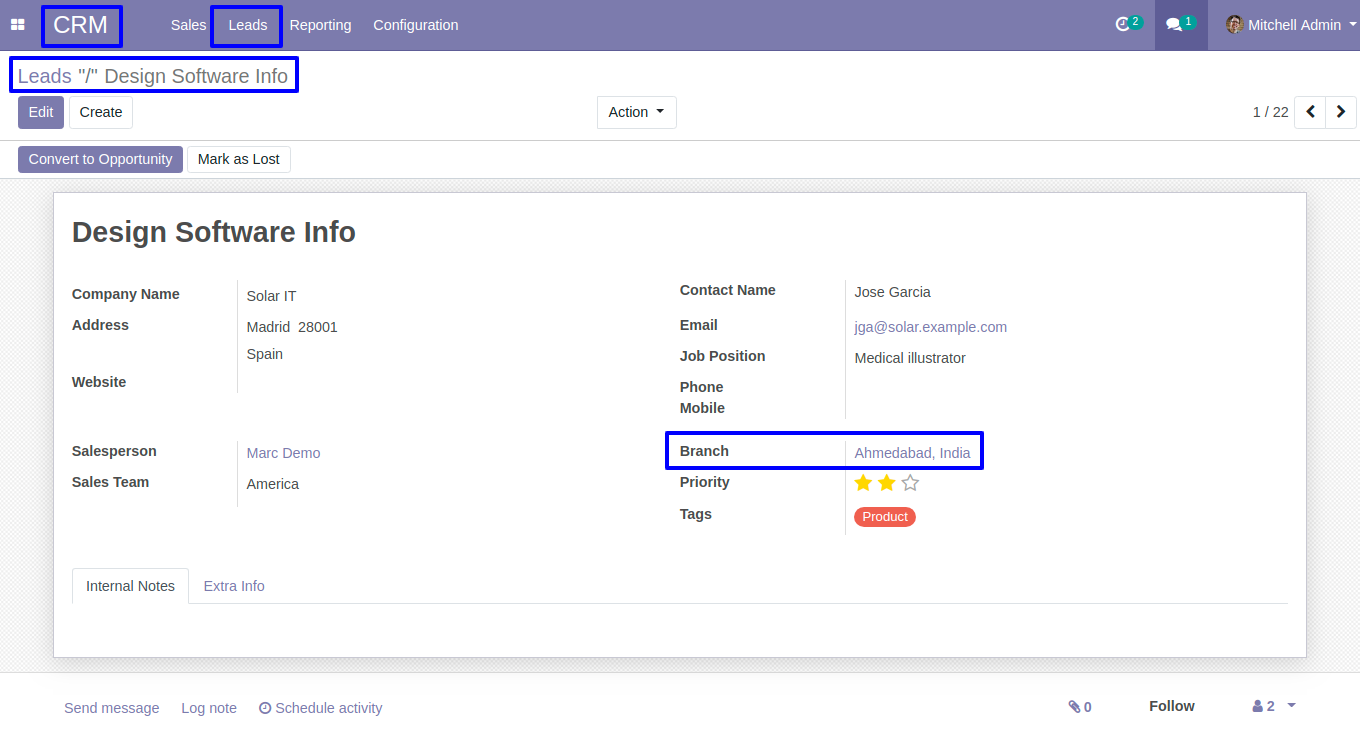 CRM Sales Leads Reporting Configuration 2 1 Mitchell Admin
Leads "/" Design Software Info
Edit Create Action 1 / 22
Convert to Opportunity Mark as Lost
Design Software Info
Company Name Solar IT
Address Madrid 28001
Spain
Website
Contact Name Jose Garcia
Email jga@solar.example.com
Job Position Medical illustrator
Phone
Mobile
Salesperson Marc Demo
Sales Team America
Branch Ahmedabad, India
Priority
Tags Product
Internal Notes Extra Info
Send message Log note Schedule activity 0 Follow 2